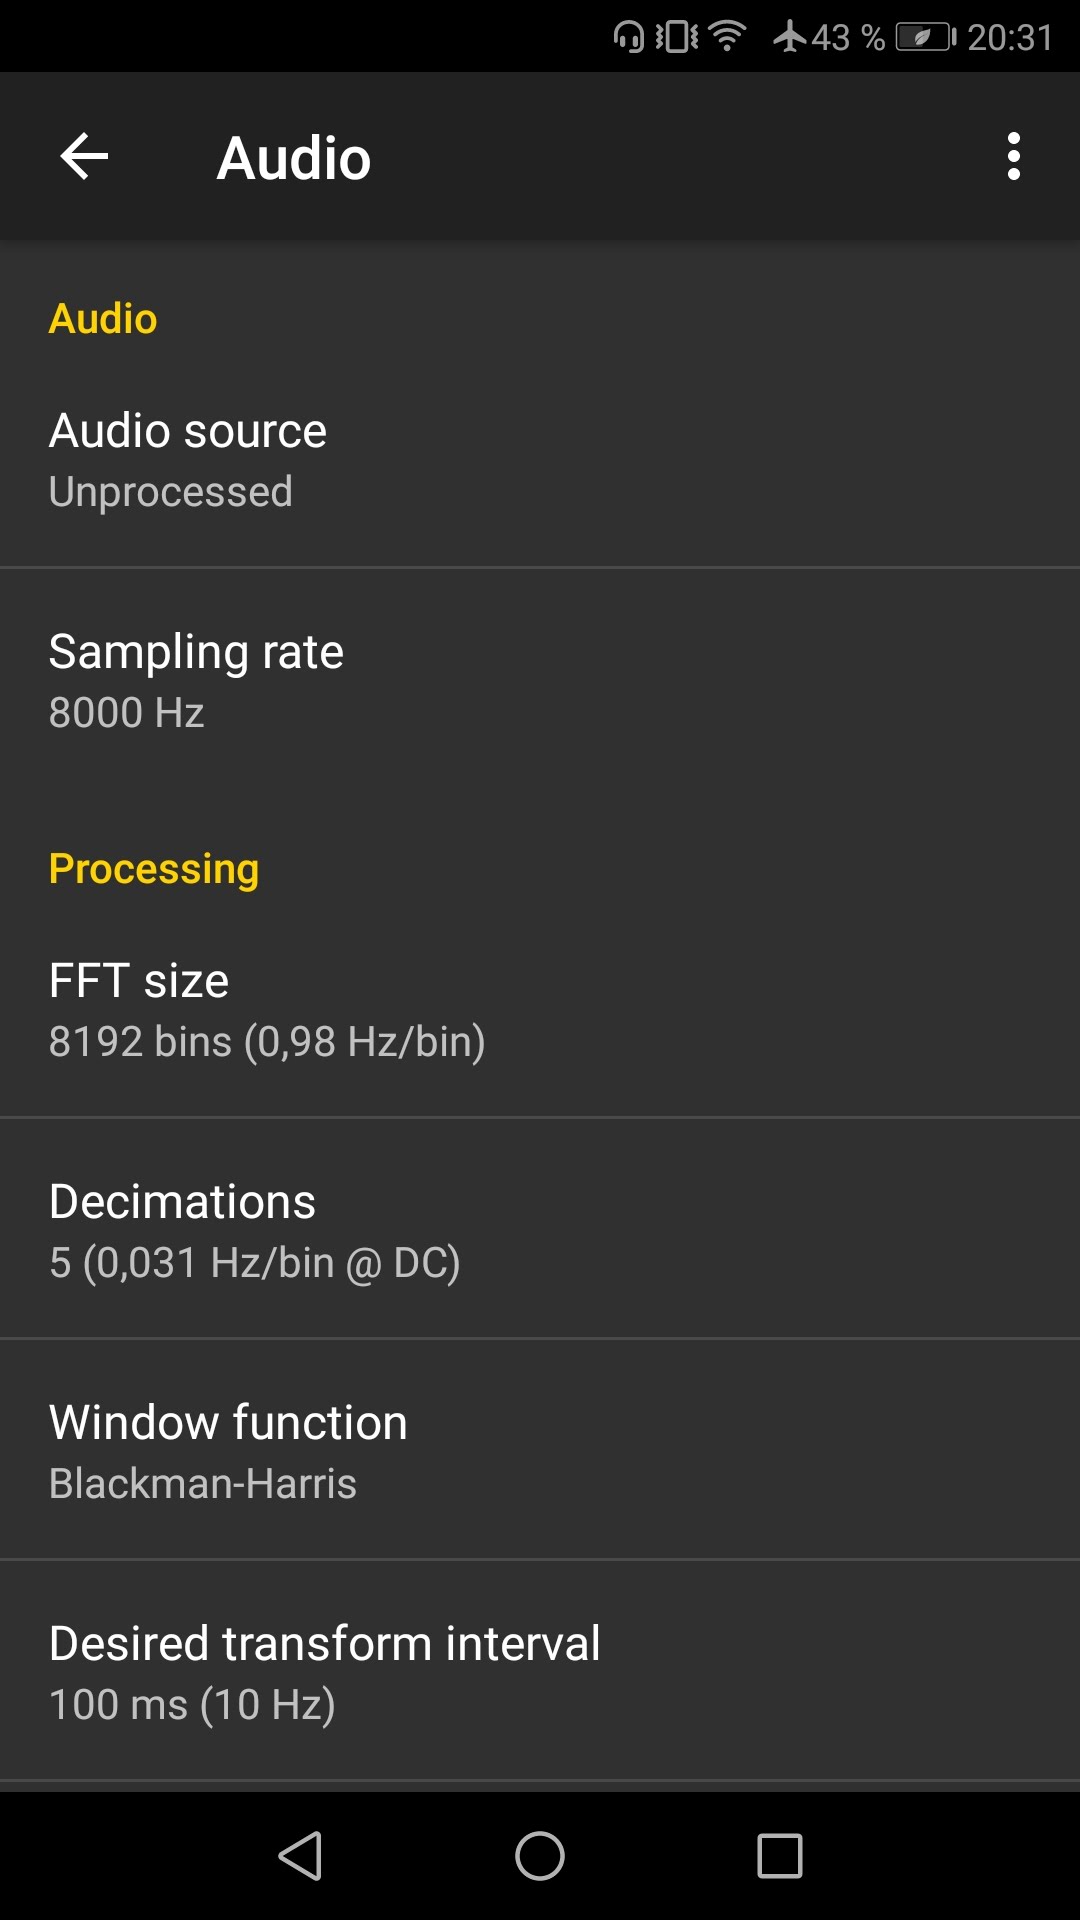 43 % 20:31
Audio
Audio
Audio source
Unprocessed
Sampling rate
8000 Hz
Processing
FFT size
8192 bins (0,98 Hz/bin)
Decimations
5 (0,031 Hz/bin @ DC)
Window function
Blackman-Harris
Desired transform interval
100 ms (10 Hz)